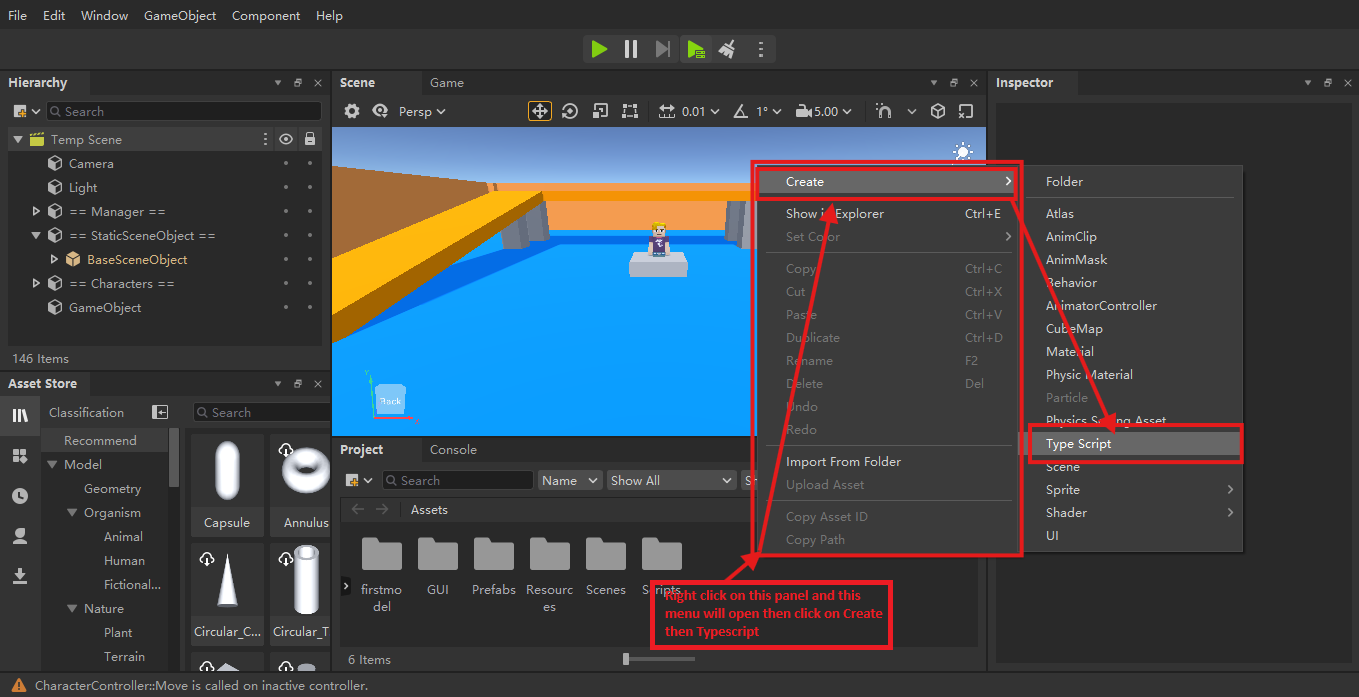 File Edit Window GameObject Component Help
Hierarchy
Search
Temp Scene
Camera
Light
== Manager ==
== StaticSceneObject ==
BaseSceneObject
== Characters ==
GameObject
146 Items
Scene Game
Persp 0.01 1° 5.00
Y
Back
Inspector
Asset Store
Classification
Search
Recommend
Model
Geometry
Organism
Animal
Human
Fictional...
Nature
Plant
Terrain
Capsule Annulus
Circular_C... Circular_T
Project Console
Search Name Show All
Assets
firstmo
del
GUI
Prefabs
Resourc
es
Scenes
Scripts
6 Items
Create
Show in Explorer Ctrl+E
Set Color
Copy Ctrl+C
Cut Ctrl+X
Paste Ctrl+V
Duplicate Ctrl+D
Rename F2
Delete Del
Undo
Redo
Import From Folder
Upload Asset
Copy Asset ID
Copy Path
Folder
Atlas
AnimClip
AnimMask
Behavior
AnimatorController
CubeMap
Material
Physic Material
Particle
Type Script
Scene
Sprite
Shader
UI
Right click on this panel and this
menu will open then click on Create
then Typescript
CharacterController::Move is called on inactive controller.